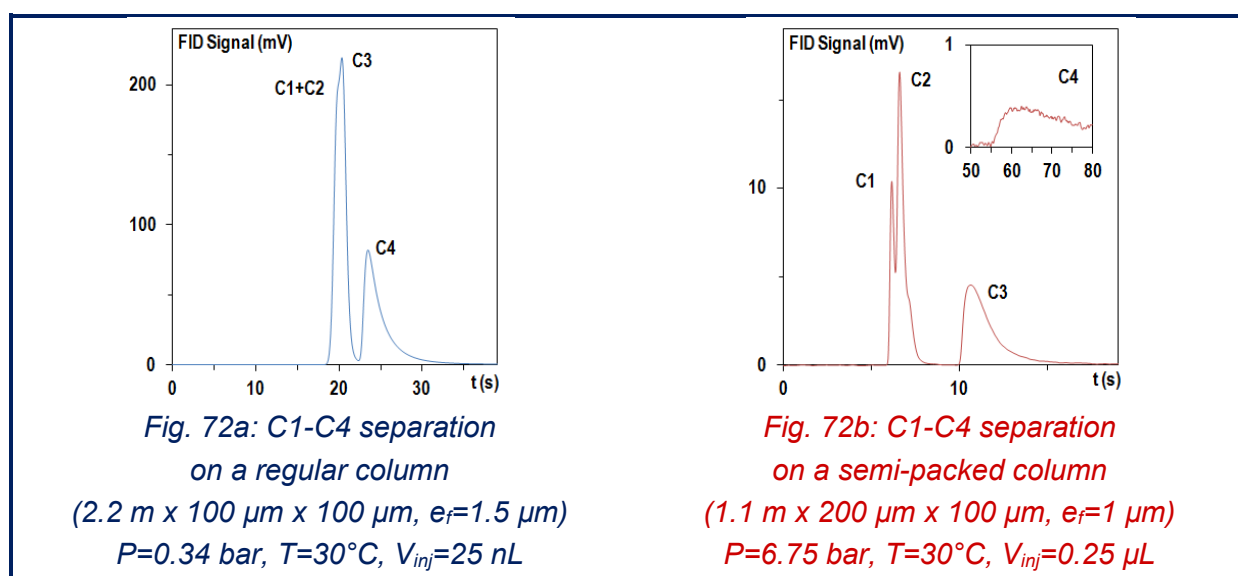 FID Signal (mV)
C3
C1+C2
200
100
C4
0
0
10
20
30
t (s)
Fig. 72a: C1-C4 separation
on a regular column
(2.2 m x 100 µm x 100 µm, ef=1.5 µm)
P=0.34 bar, T=30°C, Vinj=25 nL
FID Signal (mV)
1
C4
0
50
60
70
80
C2
C1
10
C3
0
0
10
t (s)
Fig. 72b: C1-C4 separation
on a semi-packed column
(1.1 m x 200 µm x 100 µm, ef=1 µm)
P=6.75 bar, T=30°C, Vinj=0.25 µL